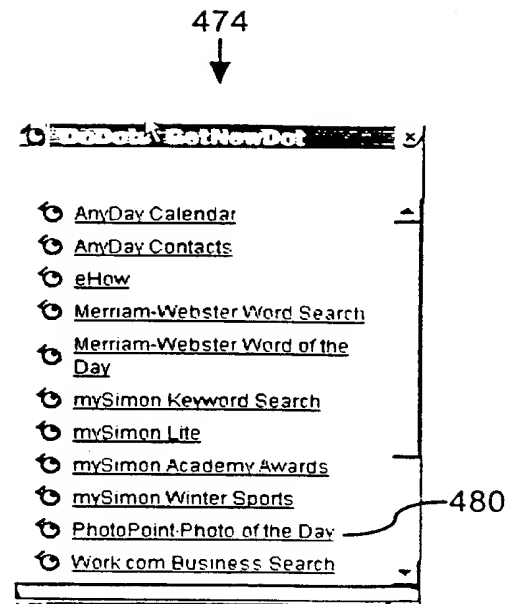 474
DoDots GetNewDot
AnyDay Calendar
AnyDay Contacts
eHow
Merriam-Webster Word Search
Merriam-Webster Word of the
Day
mySimon Keyword Search
mySimon Lite
mySimon Academy Awards
mySimon Winter Sports
PhotoPoint-Photo of the Day
480
Work.com Business Search